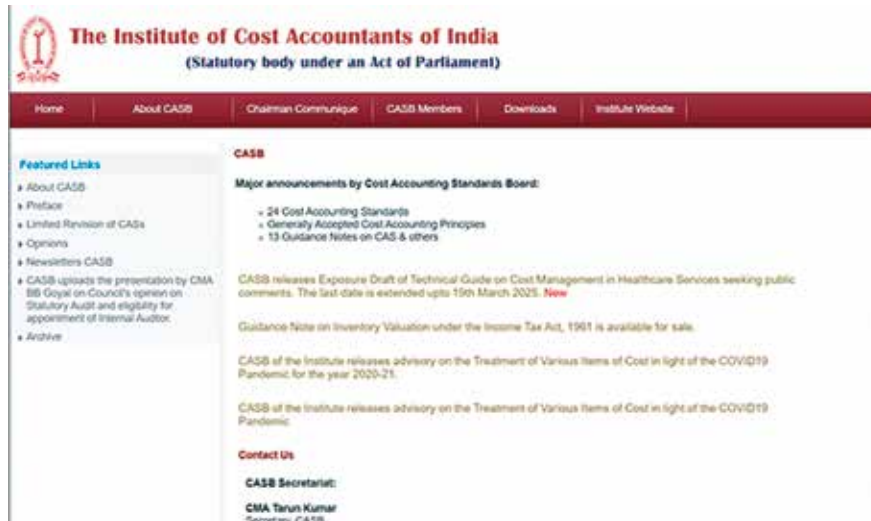 The Institute of Cost Accountants of India
(Statutory body under an Act of Parliament)
Home
About CASB
Chairman Communique
CASB Members
Downloads
Institute Website
Featured Links
About CASB
Preface
Limited Revision of CASs
Opinions
Newsletters CASB
CASB uploads the presentation by CMA
BB Goyal on Council's opinion on
Statutory Audit and eligibility for
appointment of Internal Auditor.
Archive
CASB
Major announcements by Cost Accounting Standards Board:
24 Cost Accounting Standards
Generally Accepted Cost Accounting Principles
13 Guidance Notes on CAS & others
CASB releases Exposure Draft of Technical Guide on Cost Management in Healthcare Services seeking public
comments. The last date is extended upto 19th March 2025. New
Guidance Note on Inventory Valuation under the Income Tax Act, 1961 is available for sale.
CASB of the Institute releases advisory on the Treatment of Various Items of Cost in light of the COVID19
Pandemic for the year 2020-21.
CASB of the Institute releases advisory on the Treatment of Various Items of Cost in light of the COVID19
Pandemic
Contact Us
CASB Secretariat:
CMA Tarun Kumar
Secretary, CASB